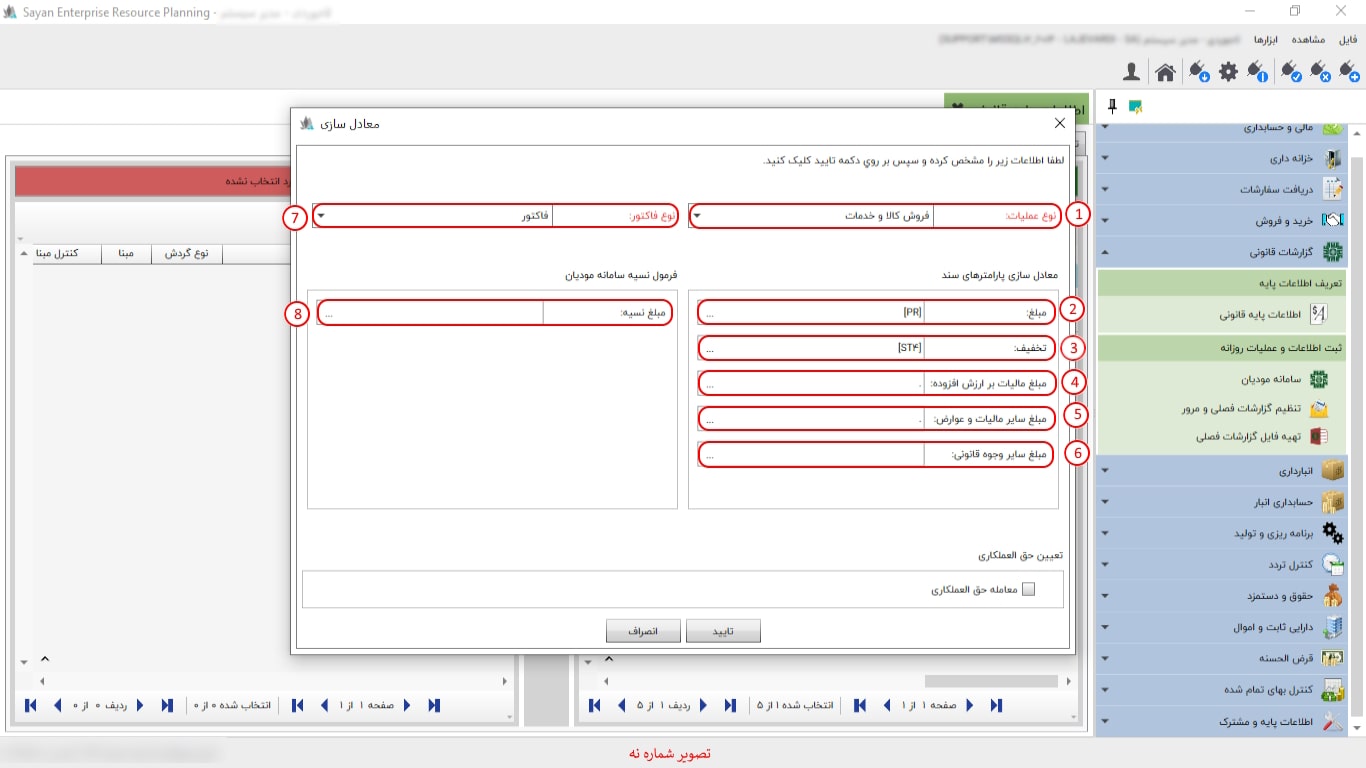 Sayan Enterprise Resource Planning -
فایل
مشاهده
ابزارها
مالی و حسابداری
خزانه داری
دریافت سفارشات
خرید و فروش
گزارشات قانونی
تعریف اطلاعات پایه
اطلاعات پایه قانونی
ثبت اطلاعات و عملیات روزانه
سامانه مودیان
تنظیم گزارشات فصلی و مرور
تهیه فایل گزارشات فصلی
انبارداری
حسابداری انبار
برنامه ریزی و تولید
کنترل تردد
حقوق و دستمزد
دارایی ثابت و اموال
قرض الحسنه
کنترل بهای تمام شده
اطلاعات پایه و مشترک
معادل سازی
لطفا اطلاعات زیر را مشخص کرده و سپس بر روي دکمه تایید کلیک کنید.
1 نوع عملیات: فروش کالا و خدمات
7 نوع فاکتور: فاکتور
معادل سازی پارامترهای سند
2 مبلغ: [PR] ...
3 تخفیف: [ST۴] ...
4 مبلغ مالیات بر ارزش افزوده: ۰ ...
5 مبلغ سایر مالیات و عوارض: ۰ ...
6 مبلغ سایر وجوه قانونی: ...
فرمول نسیه سامانه مودیان
8 مبلغ نسیه: ...
تعیین حق العملکاری
معامله حق العملکاری
تایید
انصراف
انتخاب نشده
نوع گردش
مبنا
کنترل مبنا
صفحه ۱ از ۱
انتخاب شده ۱ از ۵
ردیف ۱ از ۵
صفحه ۱ از ۱
انتخاب شده ۰ از ۰
ردیف ۰ از ۰
تصویر شماره نه